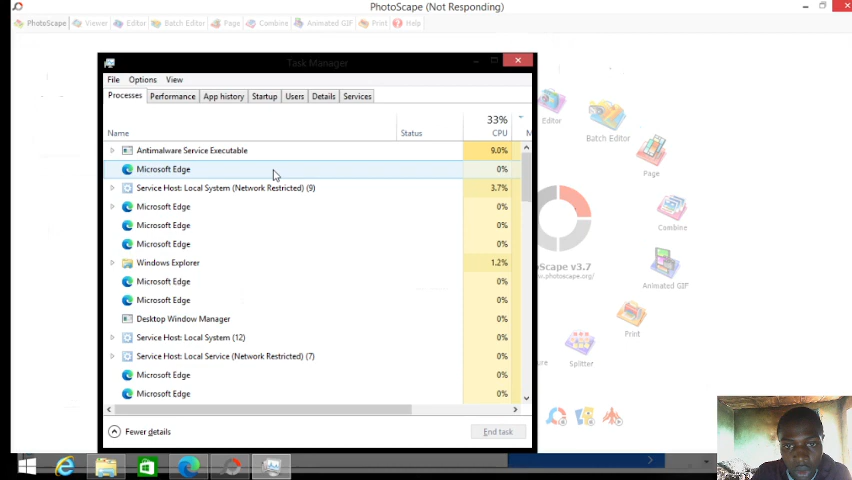 PhotoScape (Not Responding)
PhotoScape Viewer Editor Batch Editor Page Combine Animated GIF Print Help
Task Manager
File Options View
Processes Performance App history Startup Users Details Services
33%
Name Status CPU
Antimalware Service Executable 9.0%
Microsoft Edge 0%
Service Host: Local System (Network Restricted) (9) 3.7%
Microsoft Edge 0%
Microsoft Edge 0%
Microsoft Edge 0%
Windows Explorer 1.2%
Microsoft Edge 0%
Microsoft Edge 0%
Desktop Window Manager 0%
Service Host: Local System (12) 0%
Service Host: Local Service (Network Restricted) (7) 0%
Microsoft Edge 0%
Microsoft Edge 0%
Fewer details End task
Editor
Batch Editor
Page
Combine
Animated GIF
Print
Splitter
Scape v3.7